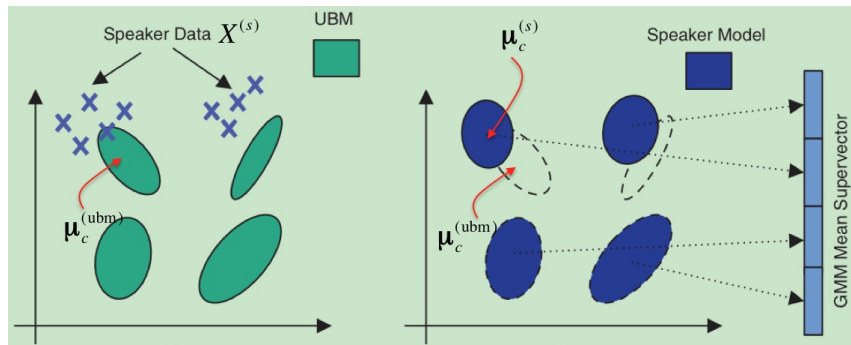 Speaker Data X^(s)
UBM
μ_c^(ubm)
μ_c^(s)
Speaker Model
μ_c^(ubm)
GMM Mean Supervector